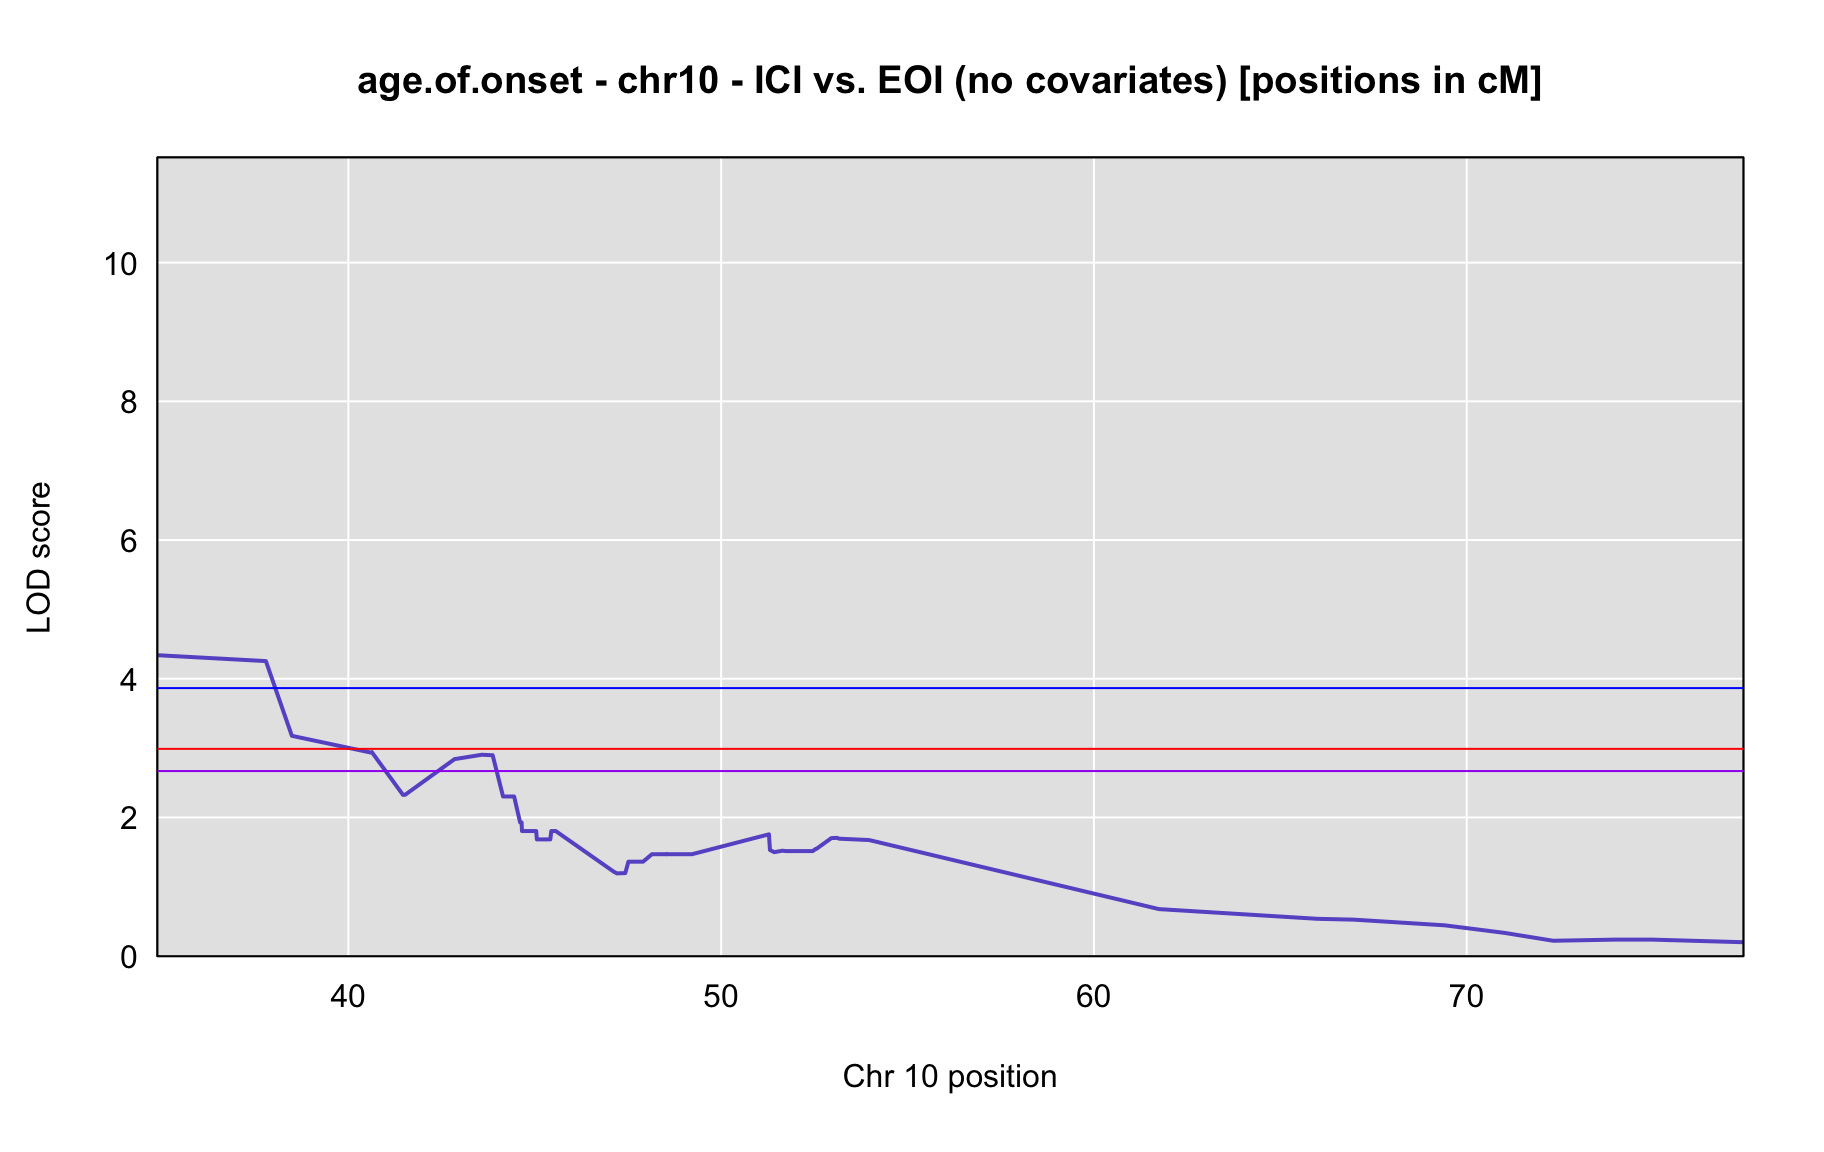 age.of.onset - chr10 - ICI vs. EOI (no covariates) [positions in cM]
10
8
6
4
2
0
LOD score
40 50 60 70
Chr 10 position